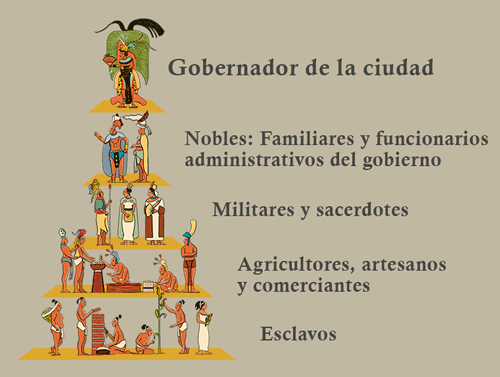 Gobernador de la ciudad
Nobles: Familiares y funcionarios
administrativos del gobierno
Militares y sacerdotes
Agricultores, artesanos
y comerciantes
Esclavos